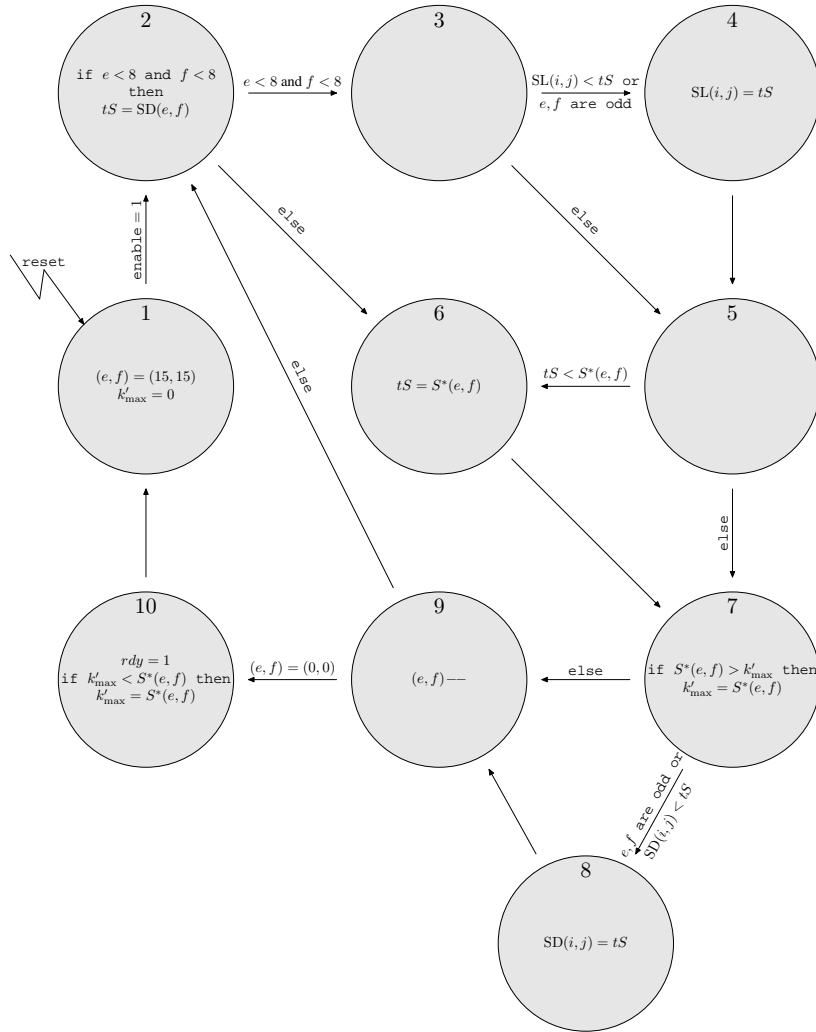 2
if e < 8 and f < 8
then
tS = SD(e, f)
e < 8 and f < 8
3
SL(i, j) < tS or
e, f are odd
4
SL(i, j) = tS
else
else
enable = 1
reset
1
(e, f) = (15, 15)
k′max = 0
else
6
tS = S*(e, f)
tS < S*(e, f)
5
else
10
rdy = 1
if k′max < S*(e, f) then
k′max = S*(e, f)
(e, f) = (0, 0)
9
(e, f)−−
else
7
if S*(e, f) > k′max then
k′max = S*(e, f)
e, f are odd or
SD(i, j) < tS
8
SD(i, j) = tS